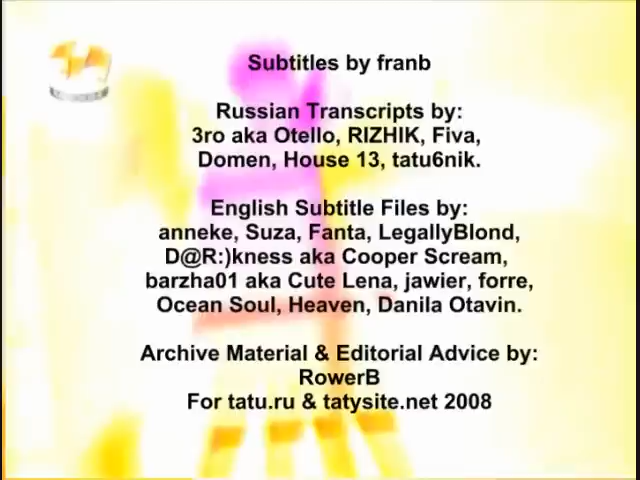 Subtitles by franb
Russian Transcripts by:
3ro aka Otello, RIZHIK, Fiva,
Domen, House 13, tatu6nik.
English Subtitle Files by:
anneke, Suza, Fanta, LegallyBlond,
D@R:)kness aka Cooper Scream,
barzha01 aka Cute Lena, jawier, forre,
Ocean Soul, Heaven, Danila Otavin.
Archive Material & Editorial Advice by:
RowerB
For tatu.ru & tatysite.net 2008